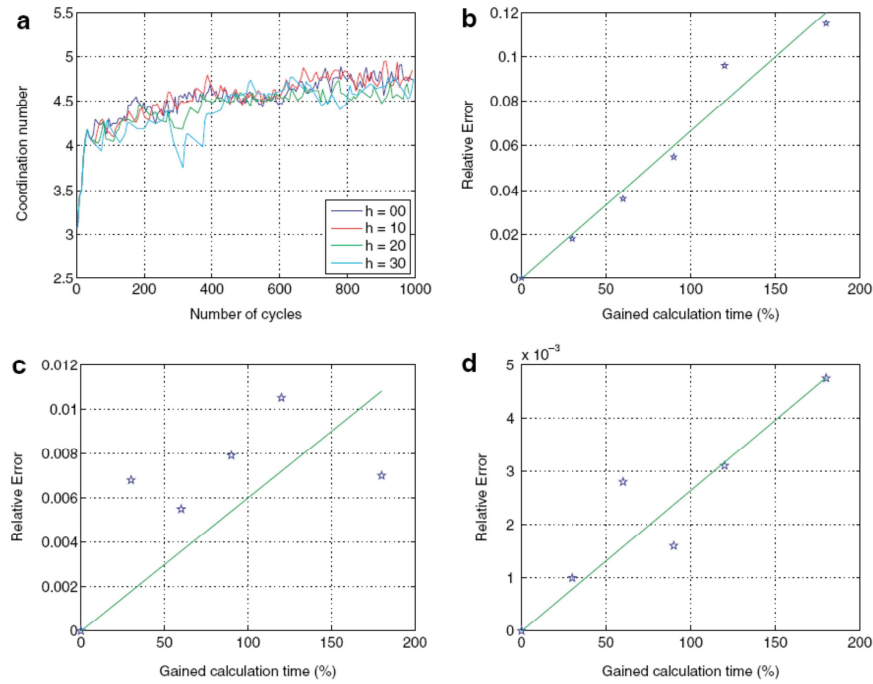 a
5.5
5
4.5
4
3.5
3
2.5
Coordination number
0
200
400
600
800
1000
Number of cycles
h = 00
h = 10
h = 20
h = 30
b
0.12
0.1
0.08
0.06
0.04
0.02
0
Relative Error
0
50
100
150
200
Gained calculation time (%)
c
0.012
0.01
0.008
0.006
0.004
0.002
0
Relative Error
0
50
100
150
200
Gained calculation time (%)
d
x 10⁻³
5
4
3
2
1
0
Relative Error
0
50
100
150
200
Gained calculation time (%)